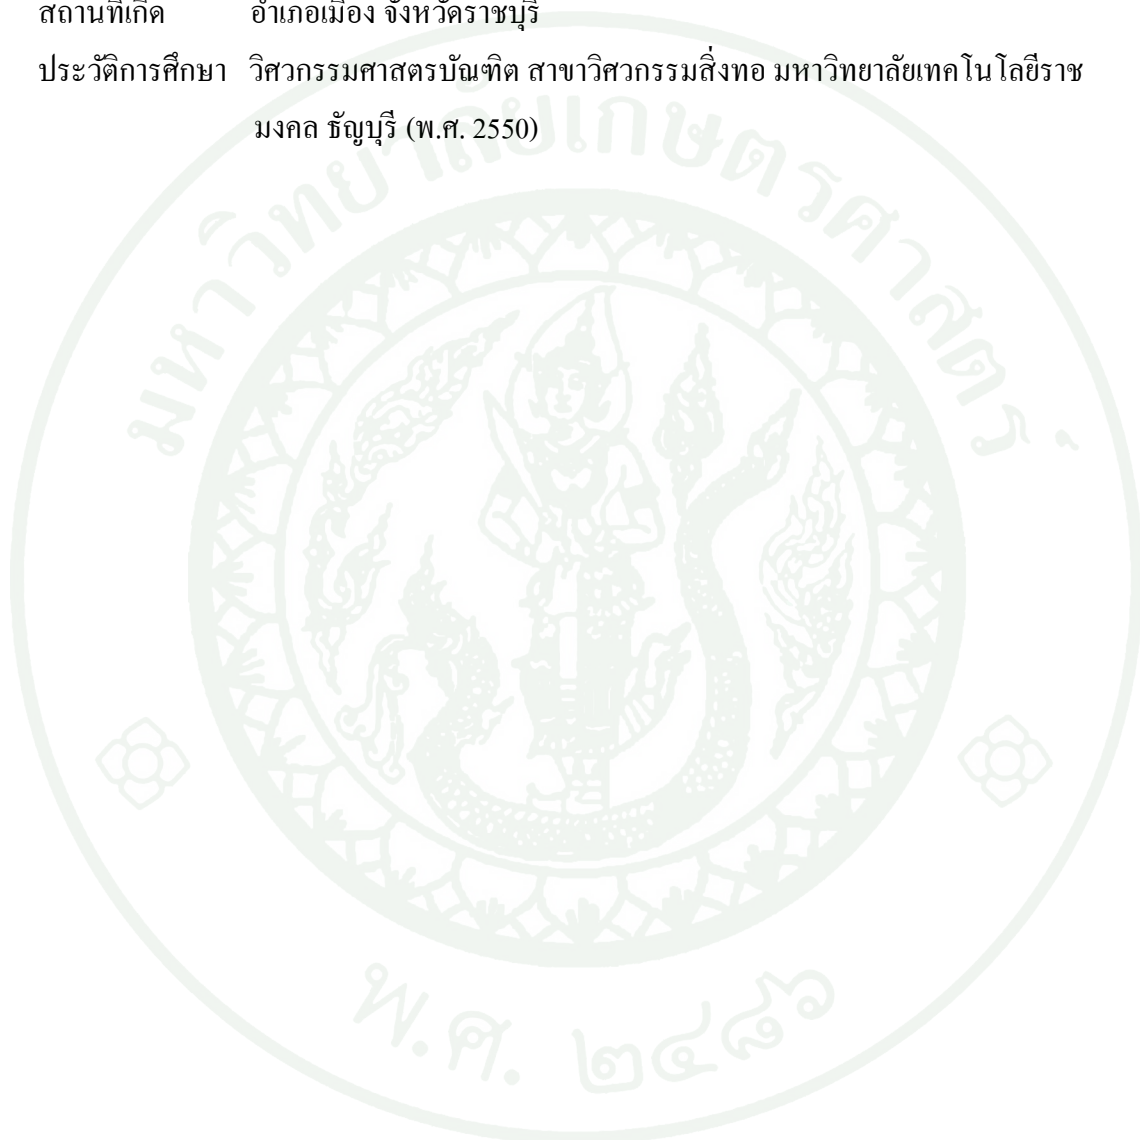 สถานที่เกิด อำเภอเมือง จังหวัดราชบุรี
ประวัติการศึกษา วิศวกรรมศาสตรบัณฑิต สาขาวิศวกรรมสิ่งทอ มหาวิทยาลัยเทคโนโลยีราช
มงคล ธัญบุรี (พ.ศ. 2550)
มหาวิทยาลัยเกษตรศาสตร์
พ.ศ. ๒๔๘๖